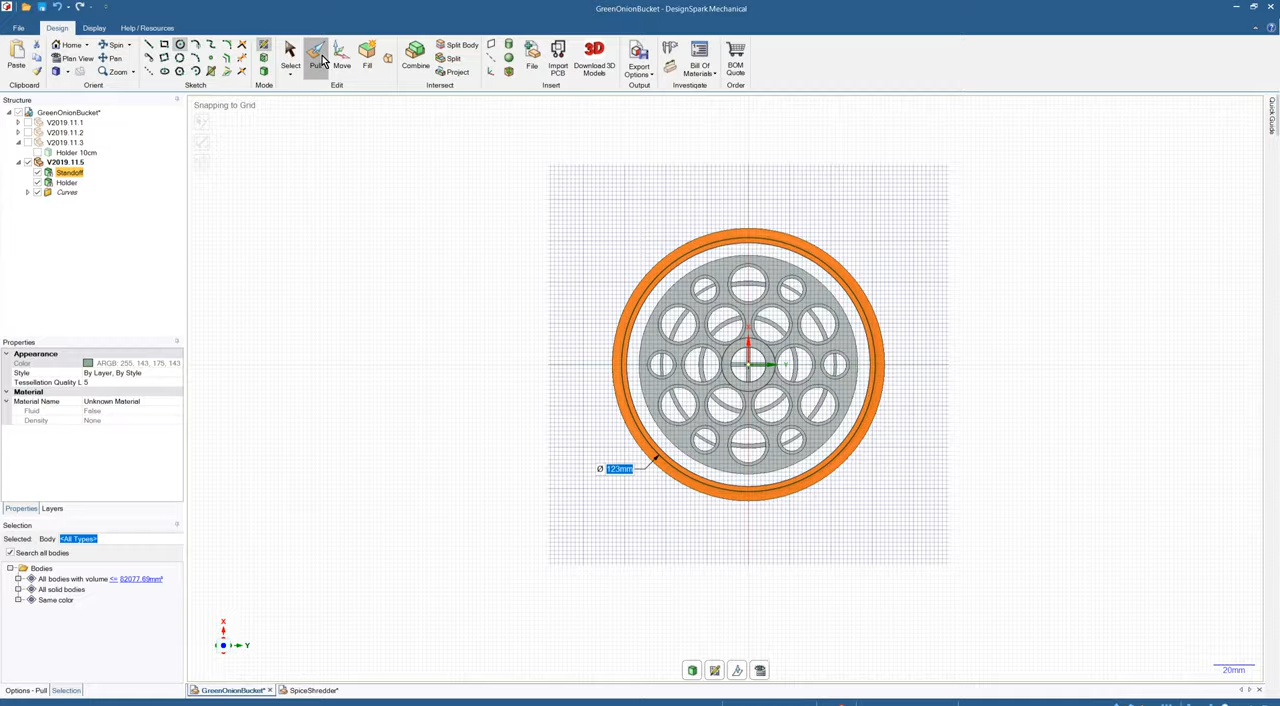 GreenOnionBucket - DesignSpark Mechanical
File Design Display Help / Resources
Home Spin
Plan View Pan
Zoom
Paste
Select Pull Move Fill
Combine Split Body
Split
Project
File Import PCB Download 3D Models
Export Options Bill Of Materials BOM Quote
Clipboard Orient Sketch Mode Edit Intersect Insert Output Investigate Order
Structure
GreenOnionBucket*
V2019.11.1
V2019.11.2
V2019.11.3
Holder 10cm
V2019.11.5
Standoff
Holder
Curves
Snapping to Grid
Quick Guide
Properties
Appearance
Color ARGB: 255, 143, 175, 143
Style By Layer, By Style
Tessellation Quality L 5
Material
Material Name Unknown Material
Fluid False
Density None
Properties Layers
Selection
Selected: Body <All Types>
Search all bodies
Bodies
All bodies with volume <= 62077.69mm³
All solid bodies
Same color
Ø 123mm
X
Y
X
Y
20mm
Options - Pull Selection
GreenOnionBucket* SpiceShredder*